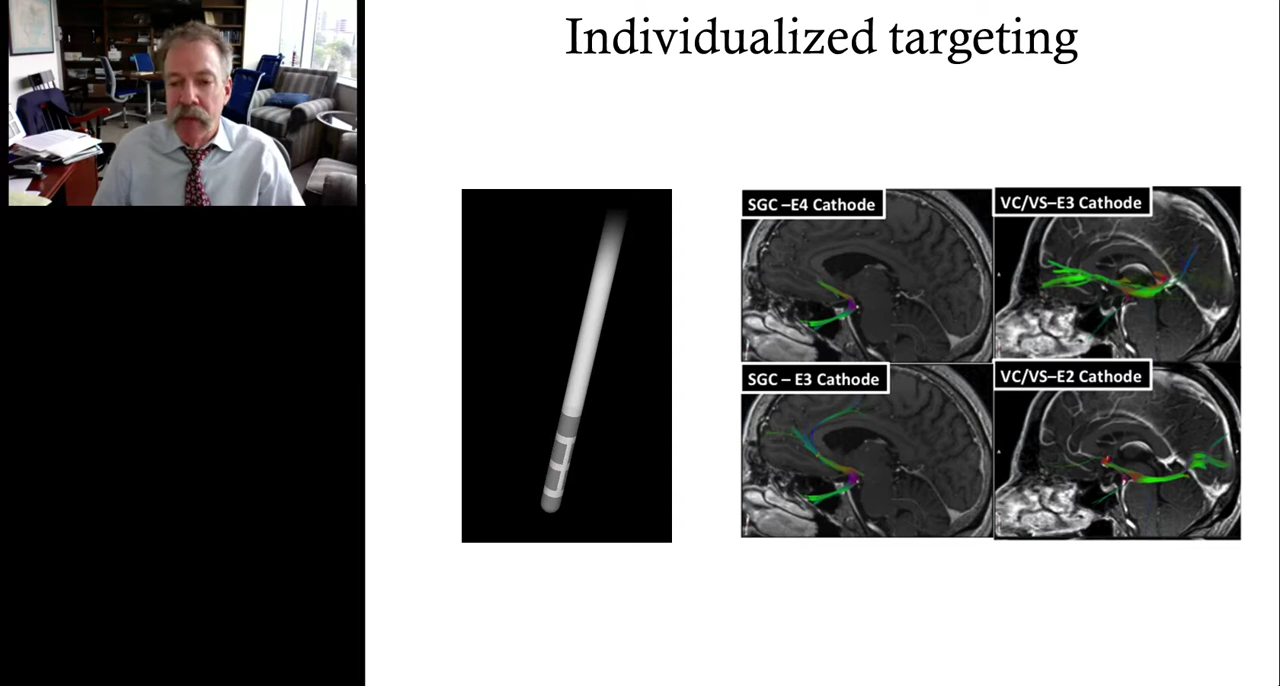 Individualized targeting
SGC –E4 Cathode
VC/VS–E3 Cathode
SGC – E3 Cathode
VC/VS–E2 Cathode